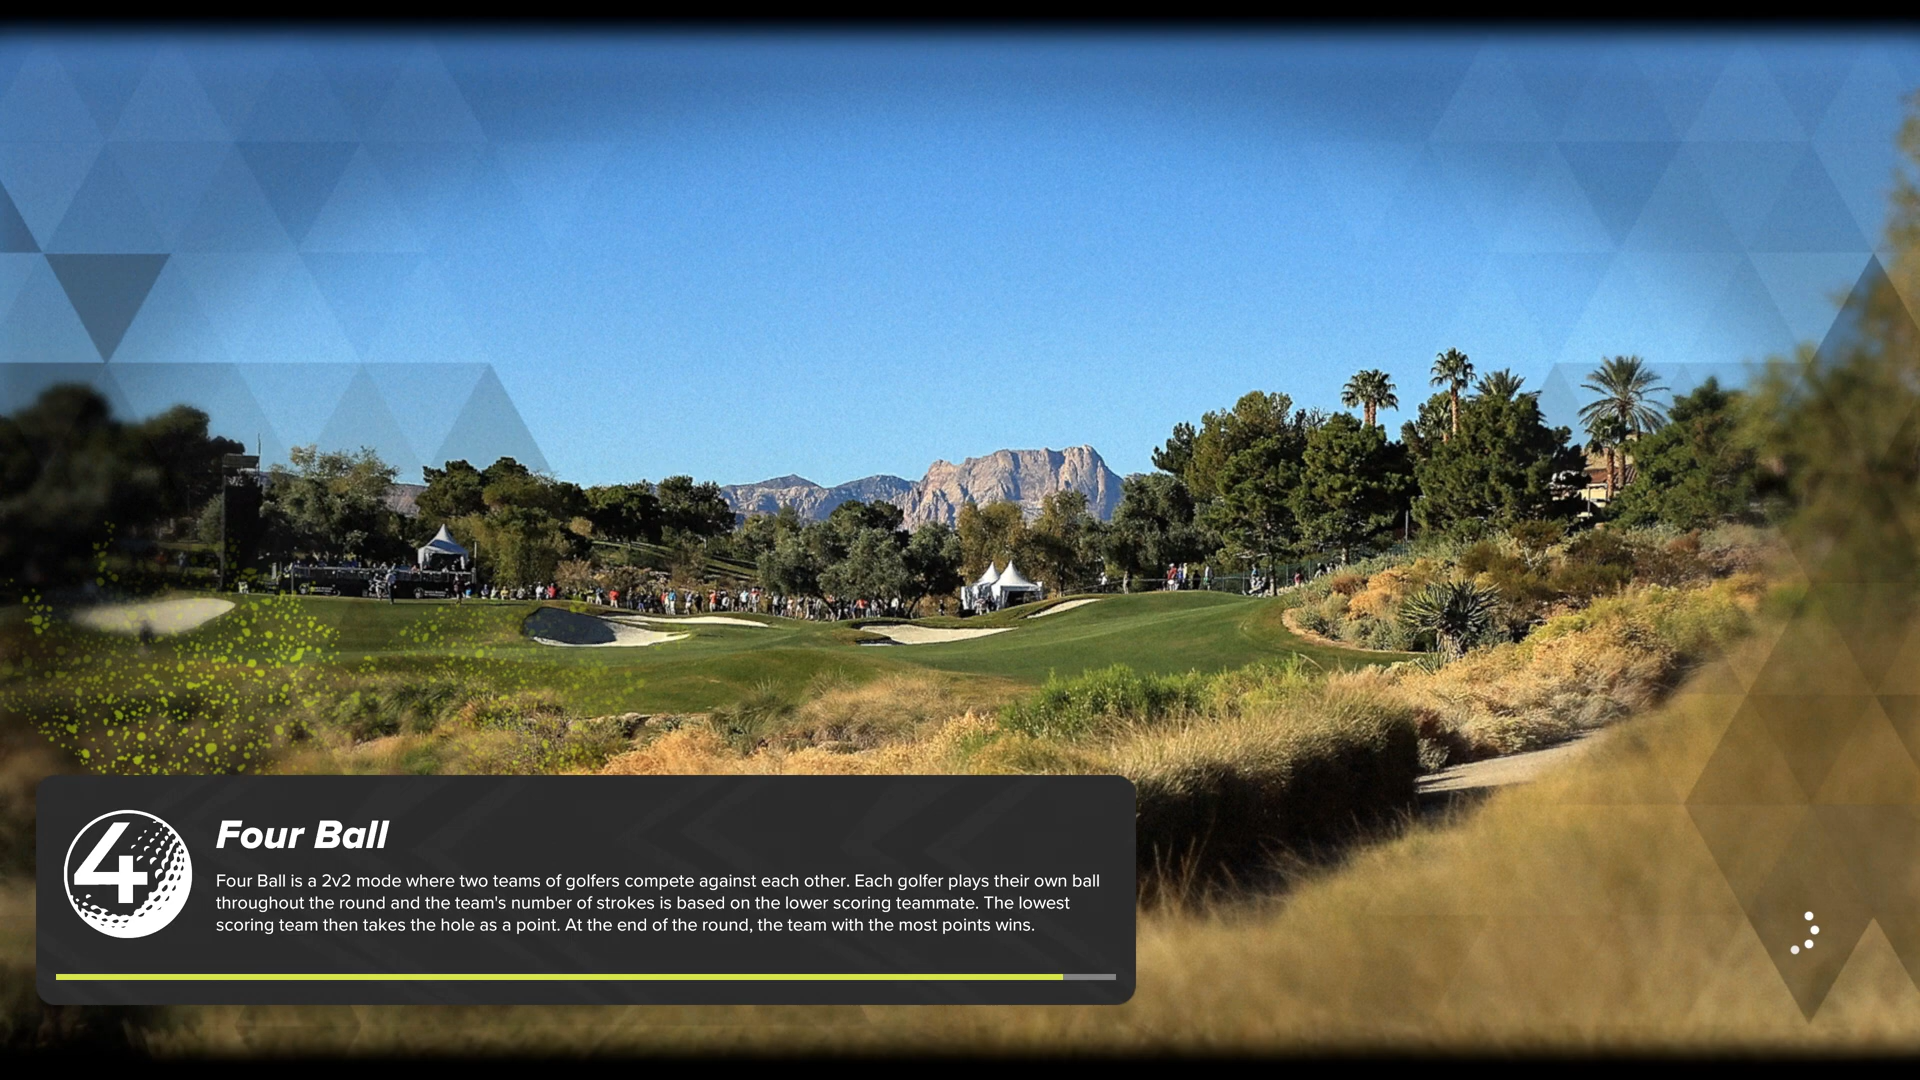 4
Four Ball
Four Ball is a 2v2 mode where two teams of golfers compete against each other. Each golfer plays their own ball
throughout the round and the team's number of strokes is based on the lower scoring teammate. The lowest
scoring team then takes the hole as a point. At the end of the round, the team with the most points wins.